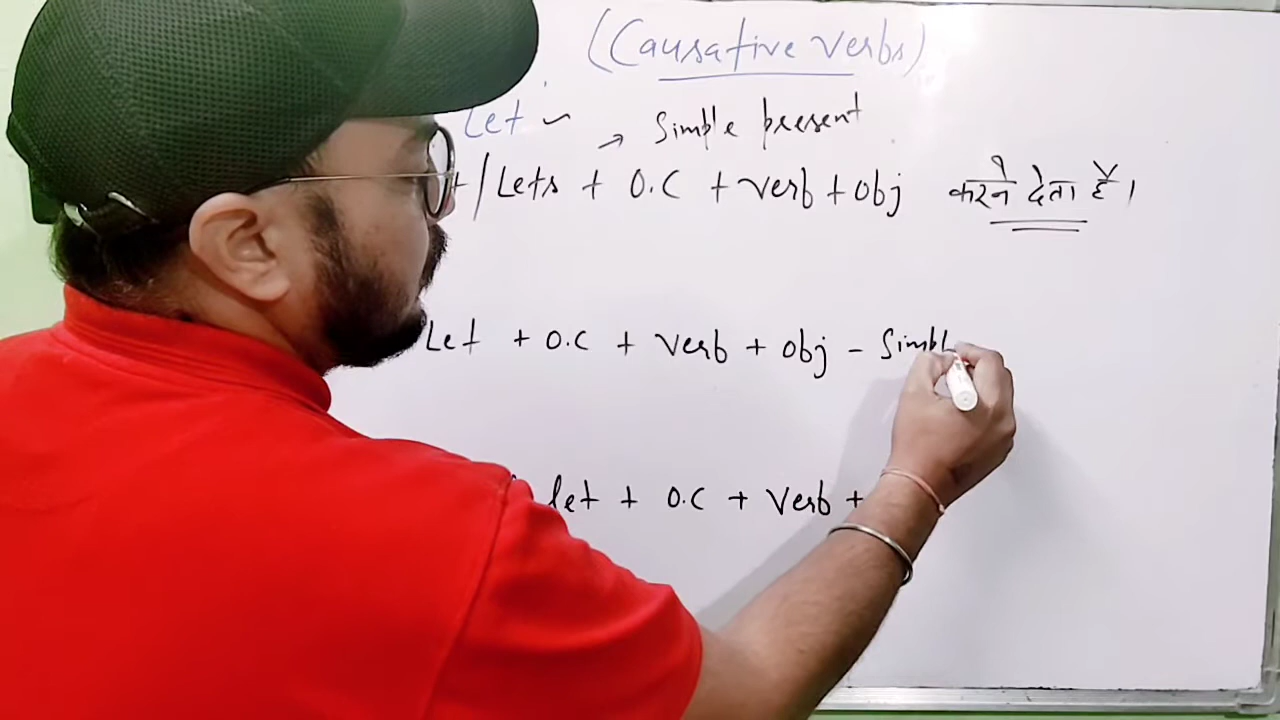 (Causative Verbs)
Let
→ Simple present
/Lets + O.C + verb + obj करने देता है।
Let + O.C + verb + obj - Simpl
let + O.C + verb +